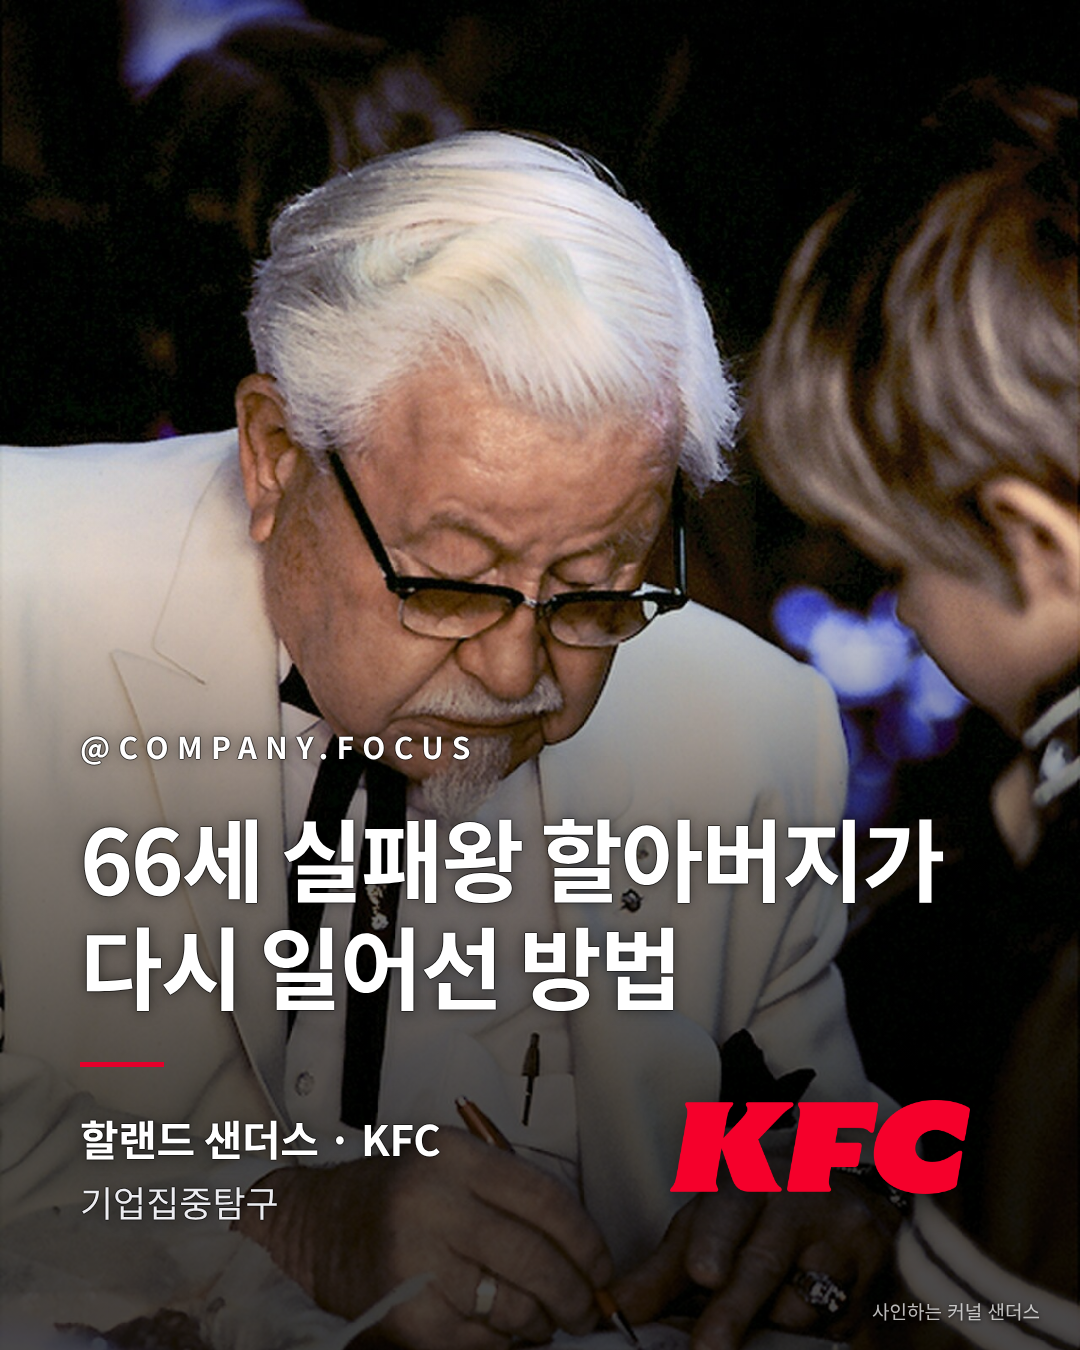 @COMPANY.FOCUS
66세 실패왕 할아버지가
다시 일어선 방법
할랜드 샌더스 · KFC
기업집중탐구
KFC
사인하는 커널 샌더스